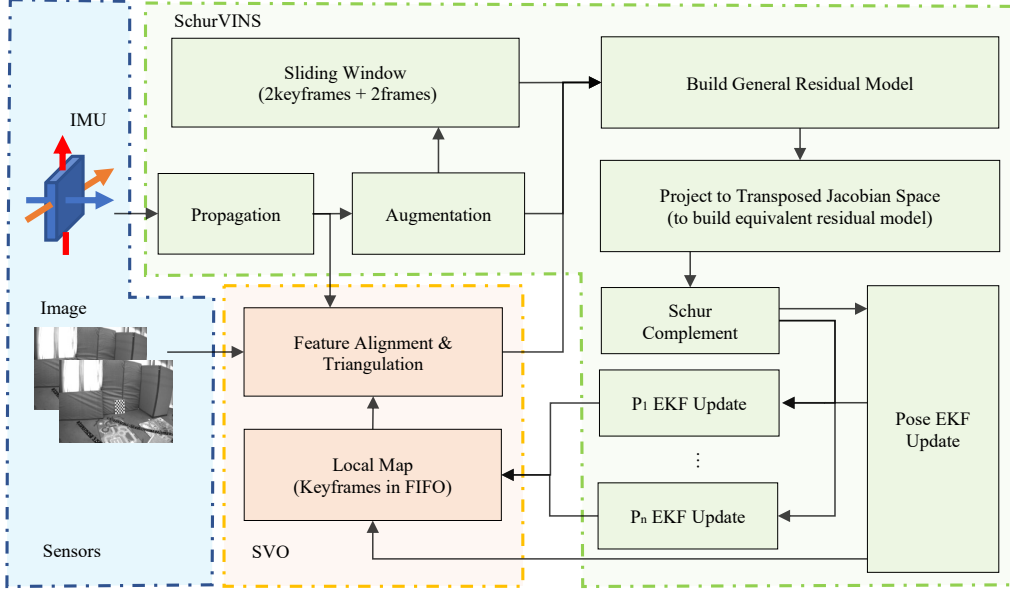 SchurVINS
Sliding Window
(2keyframes + 2frames)
Build General Residual Model
IMU
Propagation
Augmentation
Project to Transposed Jacobian Space
(to build equivalent residual model)
Image
Feature Alignment &
Triangulation
Schur
Complement
P1 EKF Update
⋮
Pose EKF
Update
Local Map
(Keyframes in FIFO)
Pn EKF Update
Sensors
SVO